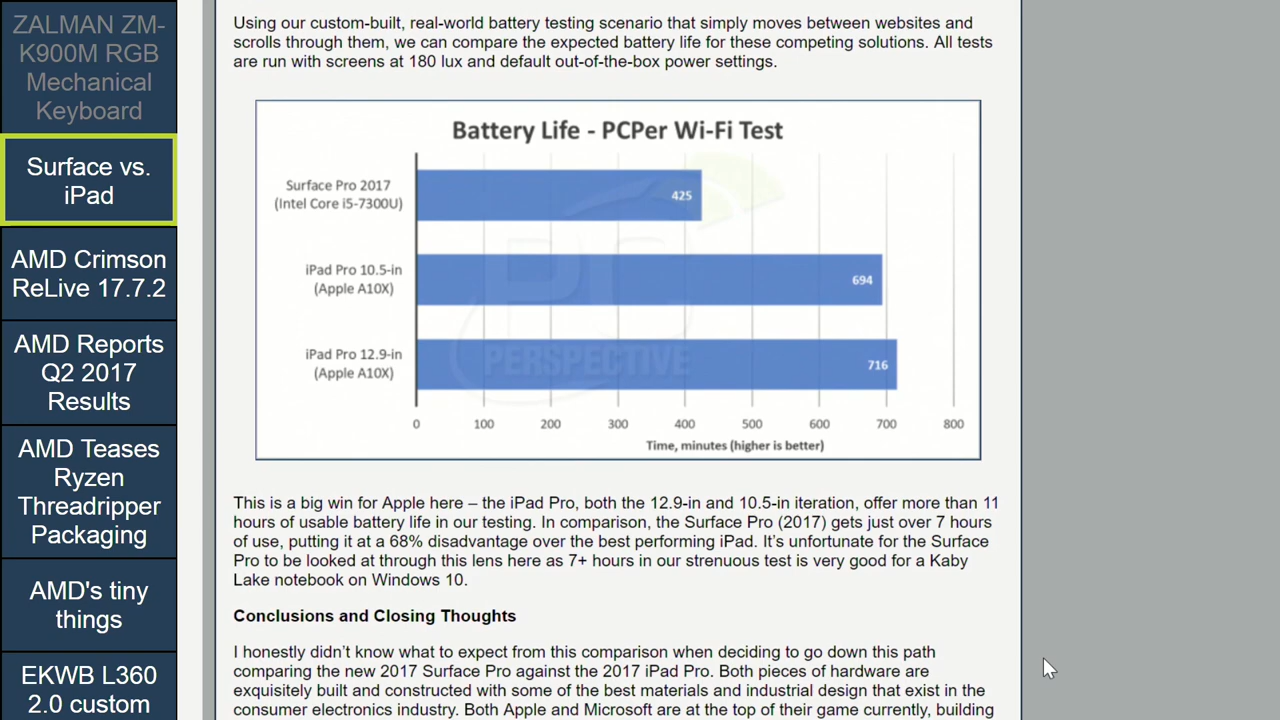 ZALMAN ZM-
K900M RGB
Mechanical
Keyboard
Surface vs.
iPad
AMD Crimson
ReLive 17.7.2
AMD Reports
Q2 2017
Results
AMD Teases
Ryzen
Threadripper
Packaging
AMD's tiny
things
EKWB L360
2.0 custom
Using our custom-built, real-world battery testing scenario that simply moves between websites and
scrolls through them, we can compare the expected battery life for these competing solutions. All tests
are run with screens at 180 lux and default out-of-the-box power settings.
Battery Life - PCPer Wi-Fi Test
Surface Pro 2017
(Intel Core i5-7300U)
425
iPad Pro 10.5-in
(Apple A10X)
694
iPad Pro 12.9-in
(Apple A10X)
716
PC
PERSPECTIVE
0 100 200 300 400 500 600 700 800
Time, minutes (higher is better)
This is a big win for Apple here – the iPad Pro, both the 12.9-in and 10.5-in iteration, offer more than 11
hours of usable battery life in our testing. In comparison, the Surface Pro (2017) gets just over 7 hours
of use, putting it at a 68% disadvantage over the best performing iPad. It’s unfortunate for the Surface
Pro to be looked at through this lens here as 7+ hours in our strenuous test is very good for a Kaby
Lake notebook on Windows 10.
Conclusions and Closing Thoughts
I honestly didn’t know what to expect from this comparison when deciding to go down this path
comparing the new 2017 Surface Pro against the 2017 iPad Pro. Both pieces of hardware are
exquisitely built and constructed with some of the best materials and industrial design that exist in the
consumer electronics industry. Both Apple and Microsoft are at the top of their game currently, building